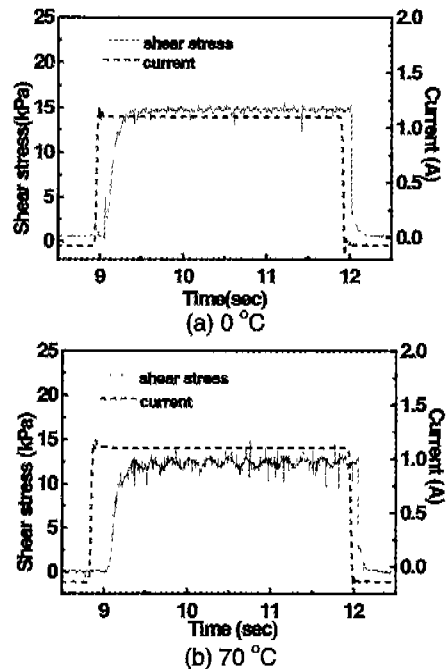 25
20
15
10
5
0
Shear stress(kPa)
shear stress
current
2.0
1.5
1.0
0.5
0.0
Current (A)
9
10
11
12
Time(sec)
(a) 0 °C
25
20
15
10
5
0
Shear stress (kPa)
shear stress
current
2.0
1.5
1.0
0.5
0.0
Current (A)
9
10
11
12
Time (sec)
(b) 70 °C